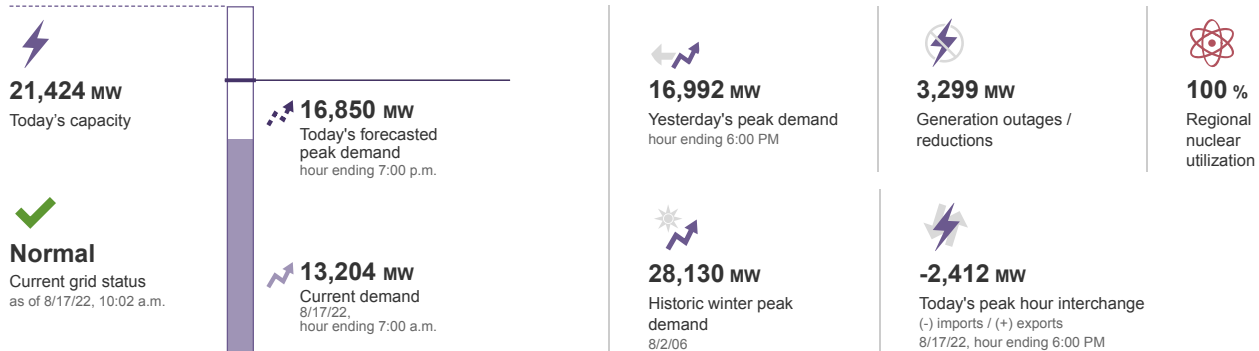 21,424 MW
Today's capacity
Normal
Current grid status
as of 8/17/22, 10:02 a.m.
16,850 MW
Today's forecasted
peak demand
hour ending 7:00 p.m.
13,204 MW
Current demand
8/17/22,
hour ending 7:00 a.m.
16,992 MW
Yesterday's peak demand
hour ending 6:00 PM
3,299 MW
Generation outages /
reductions
100 %
Regional
nuclear
utilization
28,130 MW
Historic winter peak
demand
8/2/06
-2,412 MW
Today's peak hour interchange
(-) imports / (+) exports
8/17/22, hour ending 6:00 PM